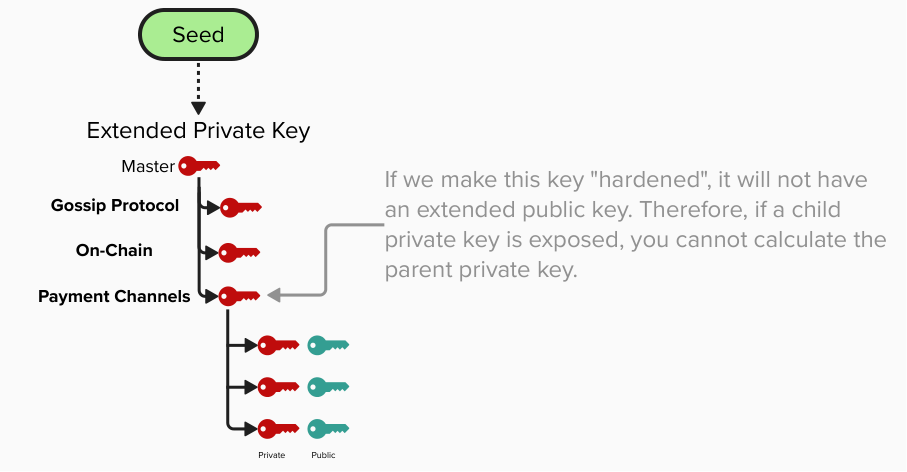 Seed
Extended Private Key
Master
Gossip Protocol
On-Chain
Payment Channels
If we make this key "hardened", it will not have
an extended public key. Therefore, if a child
private key is exposed, you cannot calculate the
parent private key.
Private Public